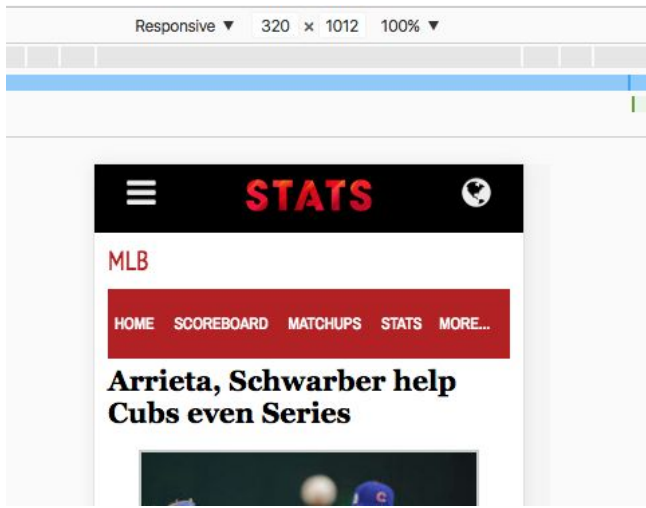 Responsive ▼ 320 × 1012 100% ▼
STATS
MLB
HOME SCOREBOARD MATCHUPS STATS MORE...
Arrieta, Schwarber help
Cubs even Series